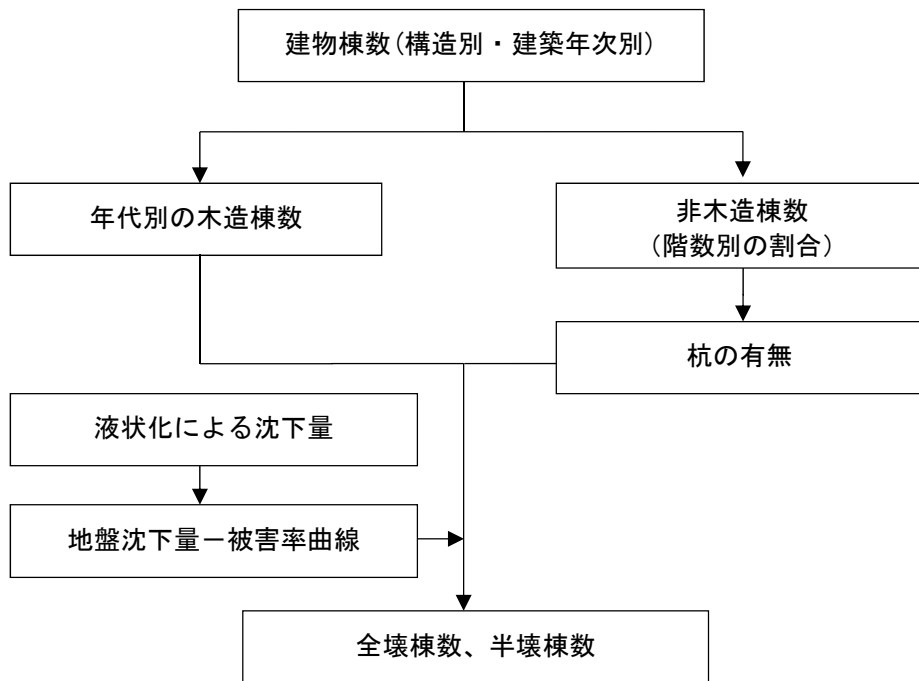 建物棟数(構造別・建築年次別)
年代別の木造棟数
非木造棟数
(階数別の割合)
杭の有無
液状化による沈下量
地盤沈下量－被害率曲線
全壊棟数、半壊棟数